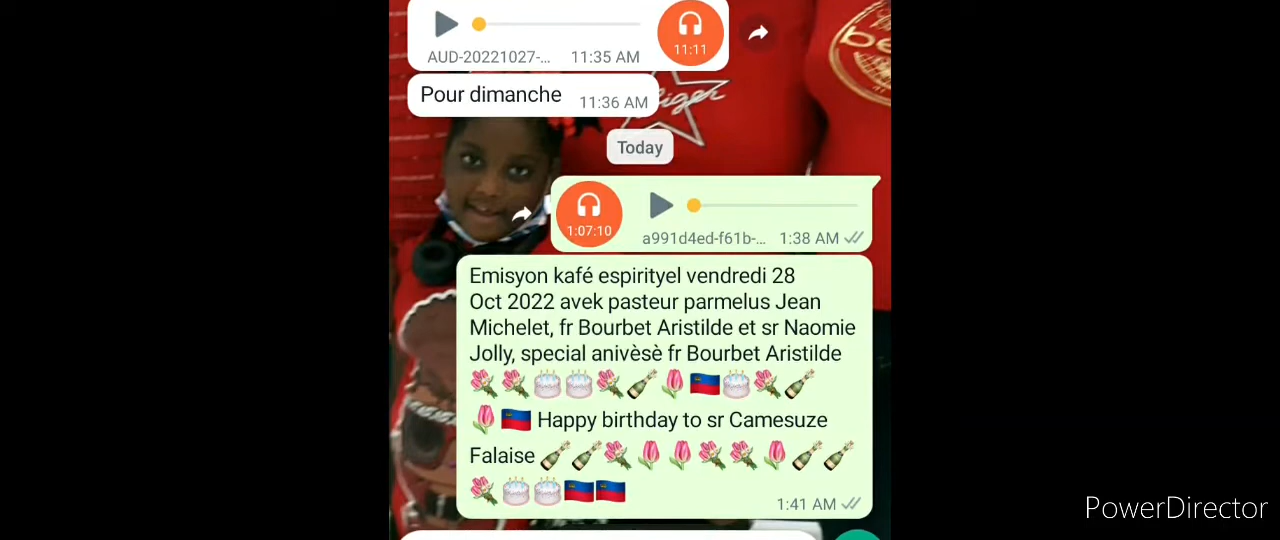 11:11
AUD-20221027-... 11:35 AM
Pour dimanche 11:36 AM
Today
1:07:10
a991d4ed-f61b-... 1:38 AM
Emisyon kafé espirityel vendredi 28
Oct 2022 avek pasteur parmelus Jean
Michelet, fr Bourbet Aristilde et sr Naomie
Jolly, special anivèsè fr Bourbet Aristilde
💐💐🎂🎂💐🍾🌷🇱🇮🎂💐🍾
🌷🇱🇮 Happy birthday to sr Camesuze
Falaise 🍾🍾💐🌷🌷💐💐🌷🍾🍾
💐🎂🎂🇱🇮🇱🇮
1:41 AM
PowerDirector